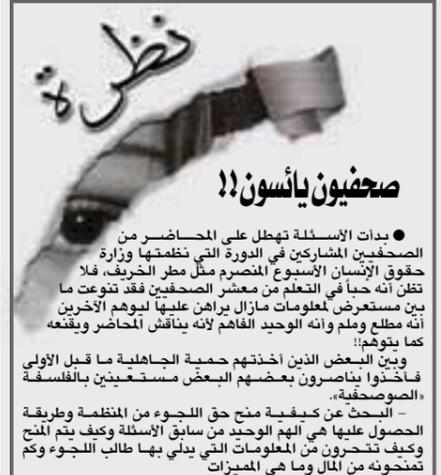 نظرة
صحفيون يائسون!!
● بدأت الأسئلة تهطل على المحاضر من
الصحفيين المشاركين في الدورة التي نظمتها وزارة
حقوق الإنسان الأسبوع المنصرم مثل مطر الخريف، فلا
تظن أنه حباً في التعلم من معشر الصحفيين فقد تنوعت ما
بين مستعرض لمعلومات مازال يراهن عليها ليوهم الآخرين
أنه مطلع وملم وأنه الوحيد الفاهم لأنه يناقش المحاضر ويقنعه
كما يتوهم!!
وبين البعض الذين أخذتهم حمية الجاهلية ما قبل الأولى
فأخذوا يناصرون بعضهم البعض مستعينين بالفلسفة
«الصوصحفية».
- البحث عن كيفية منح حق اللجوء من المنظمة وطريقة
الحصول عليها هي الهم الوحيد من سابق الأسئلة وكيف يتم المنح
وكيف تتحرون من المعلومات التي يدلي بها طالب اللجوء وكم
تمنحونه من المال وما هي المميزات